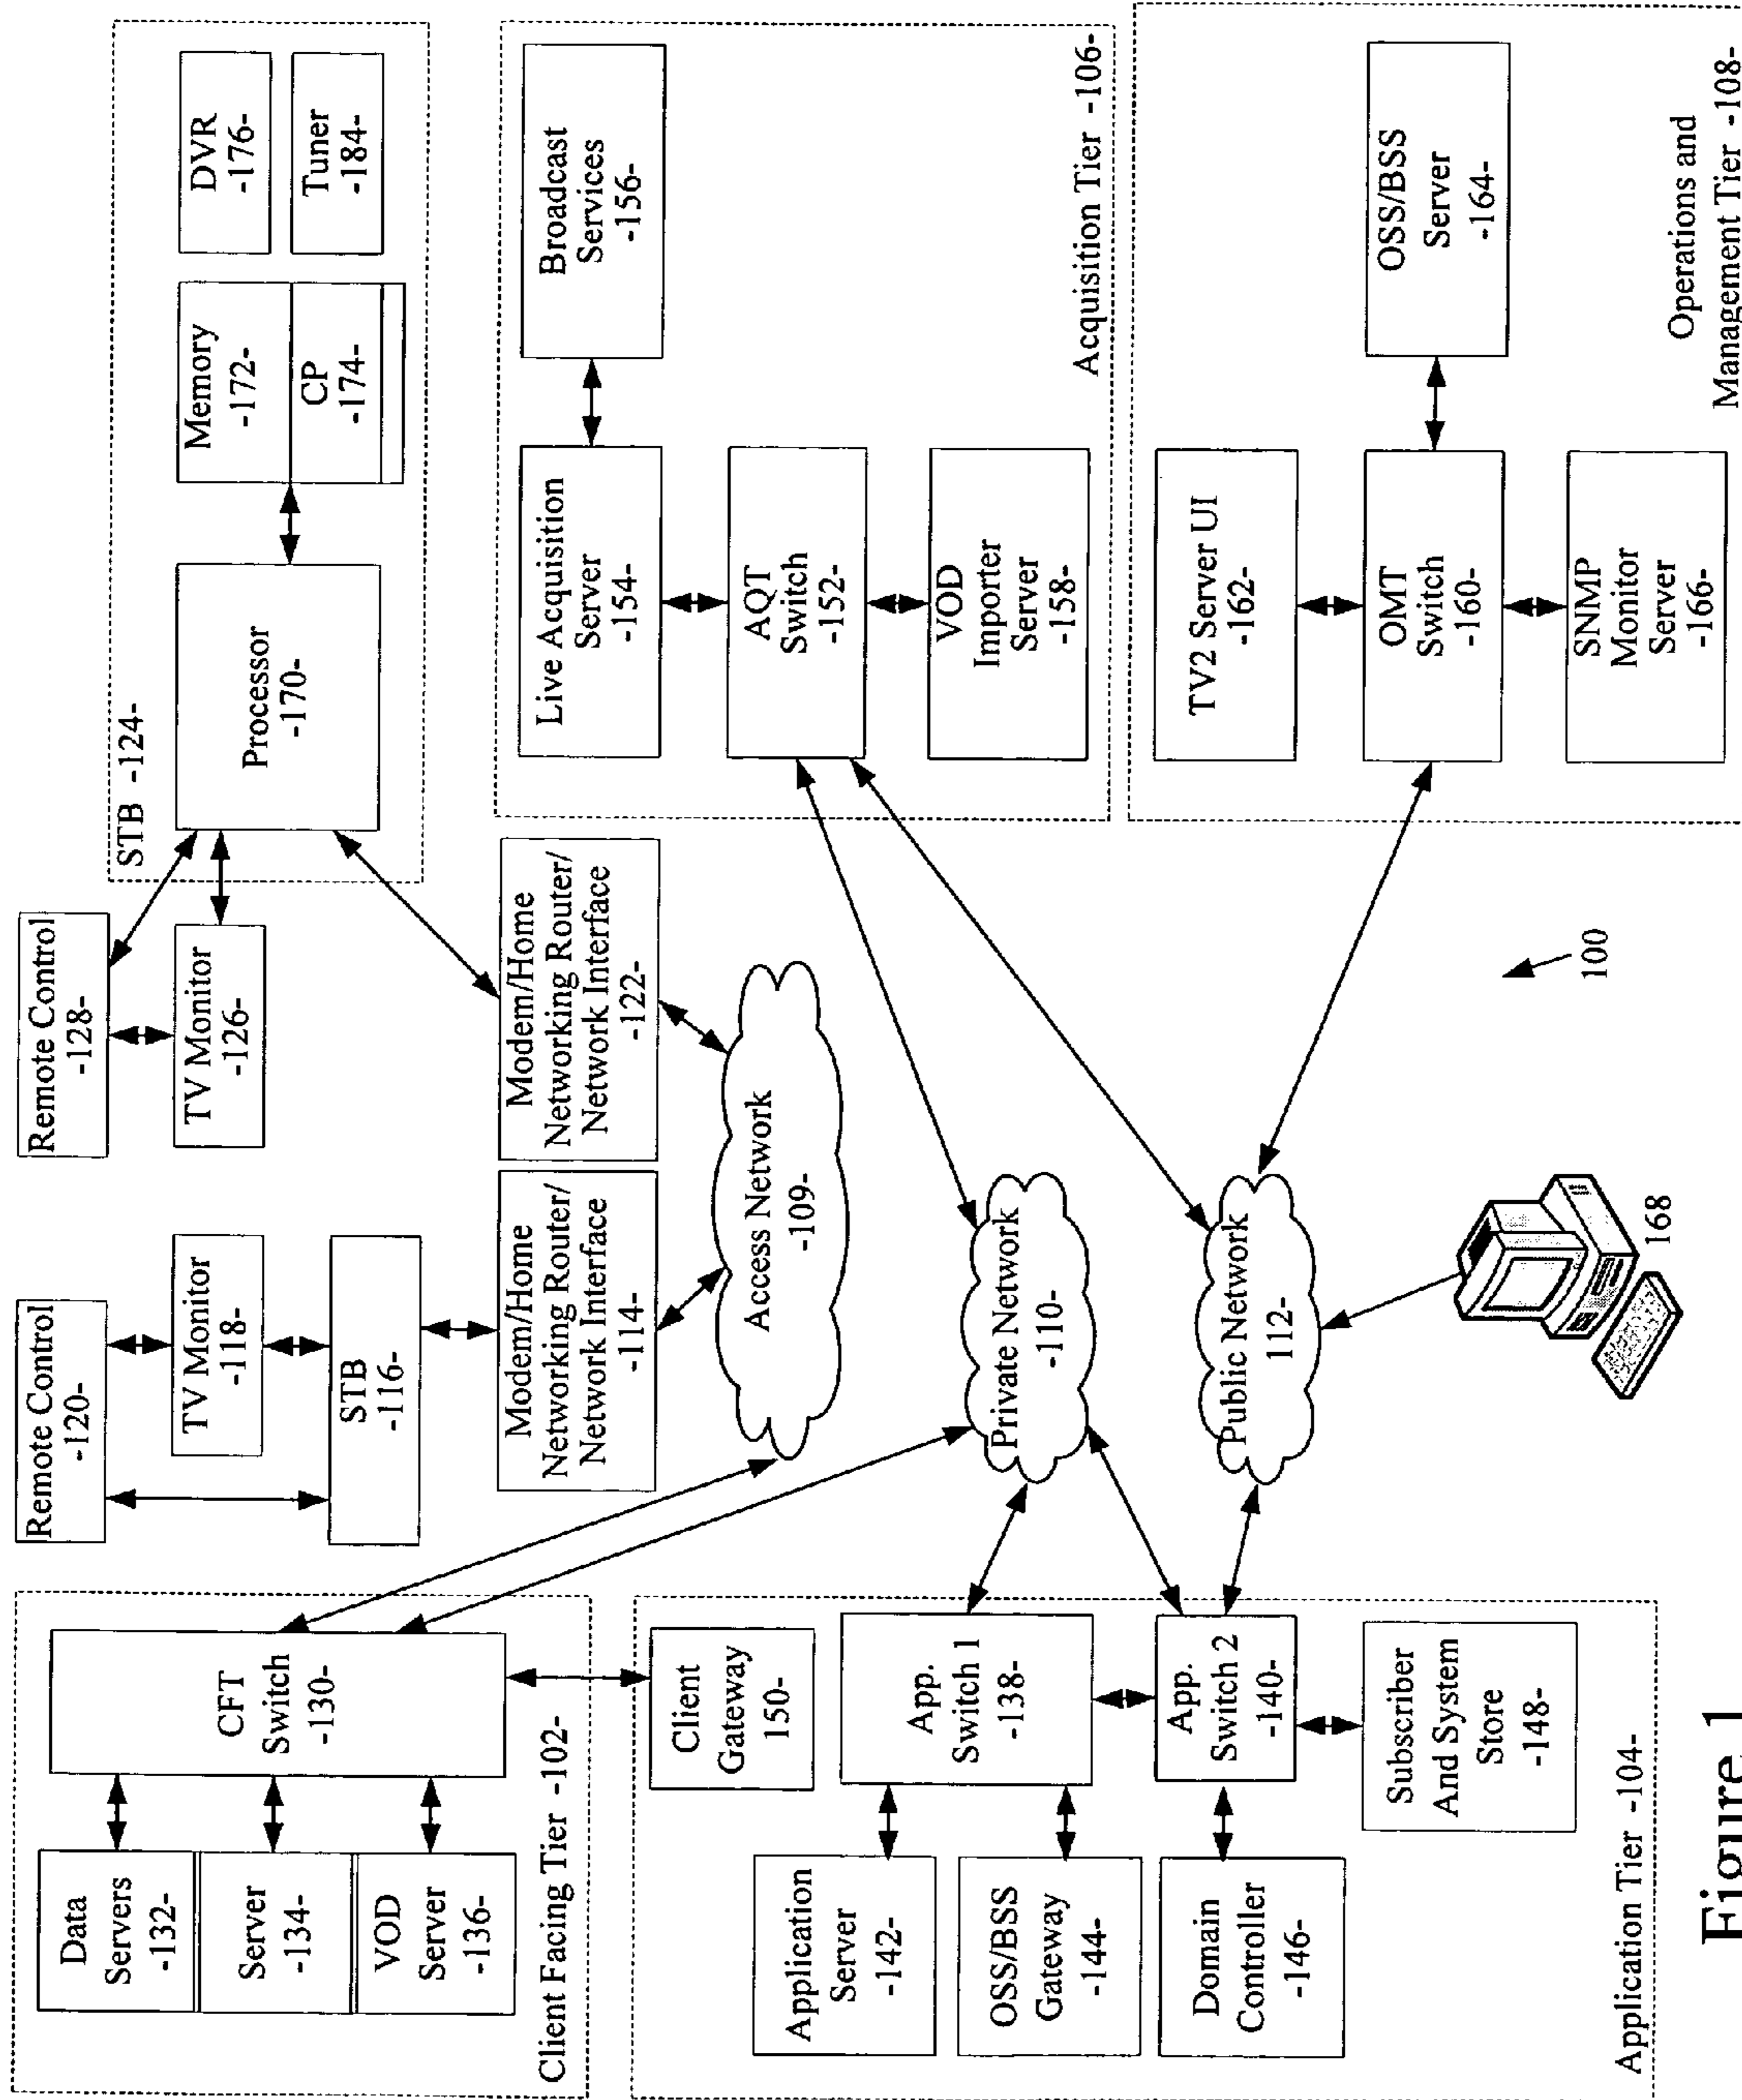 Data
Servers
-132-
Server
-134-
VOD
Server
-136-
CFT
Switch
-130-
Client Facing Tier -102-
Remote Control
-120-
TV Monitor
-118-
STB
-116-
Modem/Home
Networking Router/
Network Interface
-114-
Remote Control
-128-
TV Monitor
-126-
Modem/Home
Networking Router/
Network Interface
-122-
STB -124-
Processor
-170-
Memory
-172-
CP
-174-
DVR
-176-
Tuner
-184-
Access Network
-109-
Client
Gateway
150-
Application
Server
-142-
OSS/BSS
Gateway
-144-
Domain
Controller
-146-
App.
Switch 1
-138-
App.
Switch 2
-140-
Subscriber
And System
Store
-148-
Application Tier -104-
Private Network
-110-
Public Network
112-
168
100
Live Acquisition
Server
-154-
AQT
Switch
-152-
VOD
Importer
Server
-158-
Broadcast
Services
-156-
Acquisition Tier -106-
TV2 Server UI
-162-
OMT
Switch
-160-
SNMP
Monitor
Server
-166-
OSS/BSS
Server
-164-
Operations and
Management Tier -108-
Figure 1